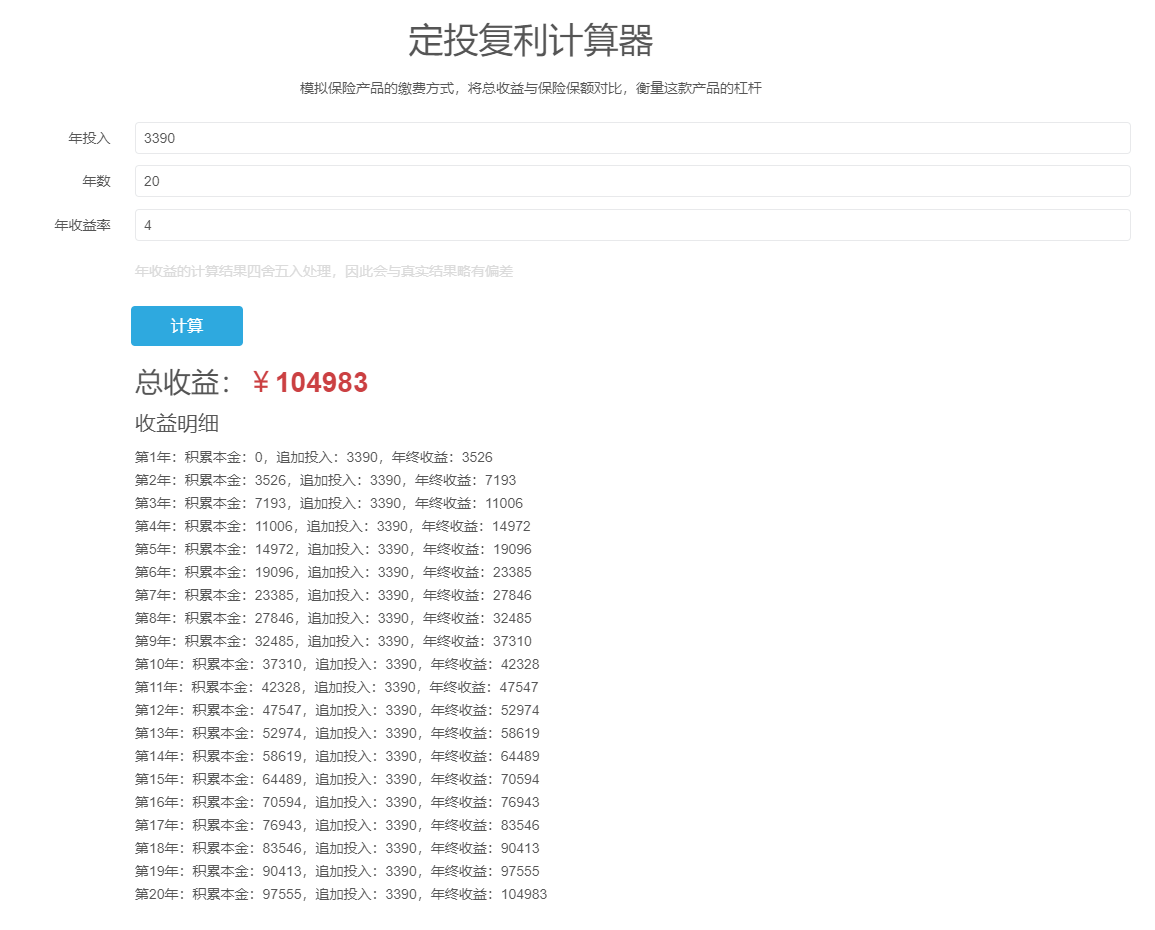 定投复利计算器
模拟保险产品的缴费方式，将总收益与保险保额对比，衡量这款产品的杠杆
年投入 3390
年数 20
年收益率 4
年收益的计算结果四舍五入处理，因此会与真实结果略有偏差
计算
总收益：￥104983
收益明细
第1年：积累本金：0，追加投入：3390，年终收益：3526
第2年：积累本金：3526，追加投入：3390，年终收益：7193
第3年：积累本金：7193，追加投入：3390，年终收益：11006
第4年：积累本金：11006，追加投入：3390，年终收益：14972
第5年：积累本金：14972，追加投入：3390，年终收益：19096
第6年：积累本金：19096，追加投入：3390，年终收益：23385
第7年：积累本金：23385，追加投入：3390，年终收益：27846
第8年：积累本金：27846，追加投入：3390，年终收益：32485
第9年：积累本金：32485，追加投入：3390，年终收益：37310
第10年：积累本金：37310，追加投入：3390，年终收益：42328
第11年：积累本金：42328，追加投入：3390，年终收益：47547
第12年：积累本金：47547，追加投入：3390，年终收益：52974
第13年：积累本金：52974，追加投入：3390，年终收益：58619
第14年：积累本金：58619，追加投入：3390，年终收益：64489
第15年：积累本金：64489，追加投入：3390，年终收益：70594
第16年：积累本金：70594，追加投入：3390，年终收益：76943
第17年：积累本金：76943，追加投入：3390，年终收益：83546
第18年：积累本金：83546，追加投入：3390，年终收益：90413
第19年：积累本金：90413，追加投入：3390，年终收益：97555
第20年：积累本金：97555，追加投入：3390，年终收益：104983